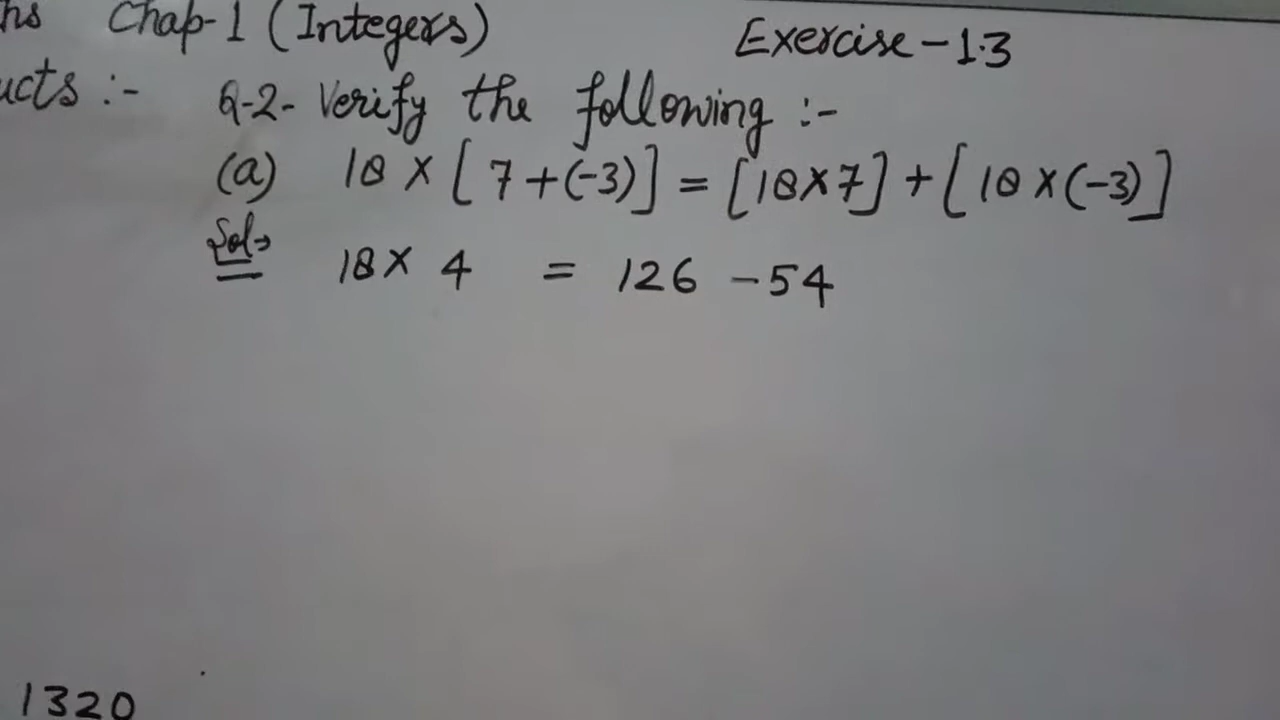 hs Chap-1 (Integers) Exercise-1.3
ucts :- Q-2- Verify the following :-
(a) 18 × [7+(-3)] = [18×7] + [18×(-3)]
Sol→ 18× 4 = 126 -54
1320